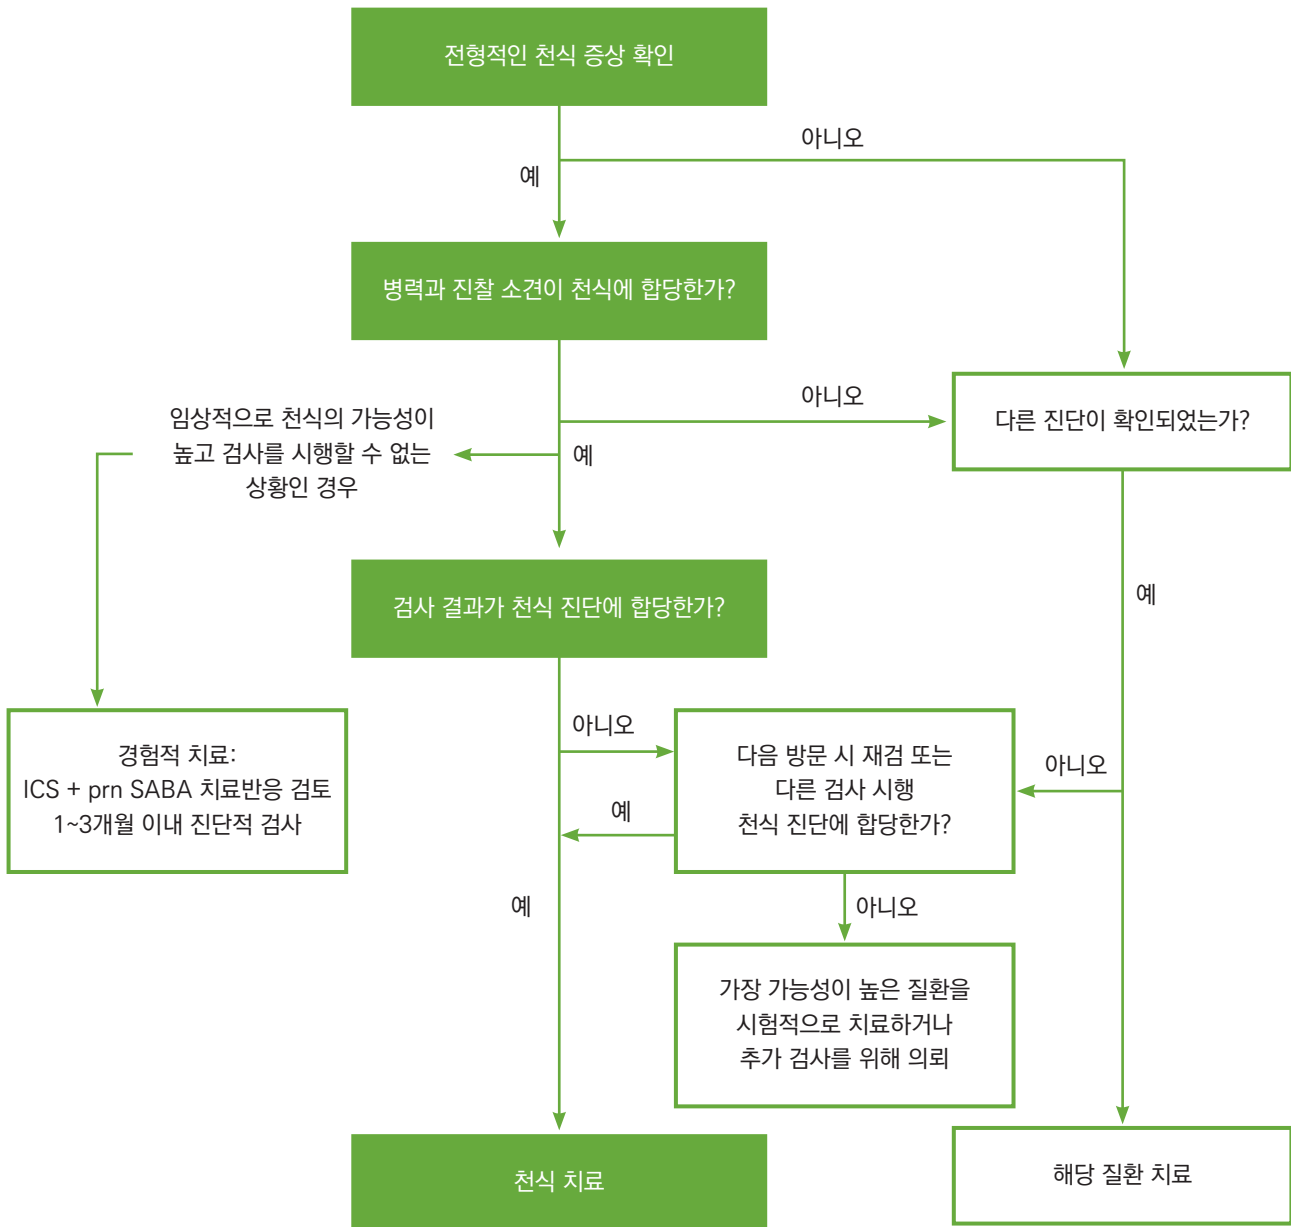 전형적인 천식 증상 확인
아니오
예
병력과 진찰 소견이 천식에 합당한가?
아니오
다른 진단이 확인되었는가?
임상적으로 천식의 가능성이
높고 검사를 시행할 수 없는
상황인 경우
예
검사 결과가 천식 진단에 합당한가?
예
경험적 치료:
ICS + prn SABA 치료반응 검토
1~3개월 이내 진단적 검사
아니오
다음 방문 시 재검 또는
다른 검사 시행
천식 진단에 합당한가?
아니오
예
예
아니오
가장 가능성이 높은 질환을
시험적으로 치료하거나
추가 검사를 위해 의뢰
천식 치료
해당 질환 치료